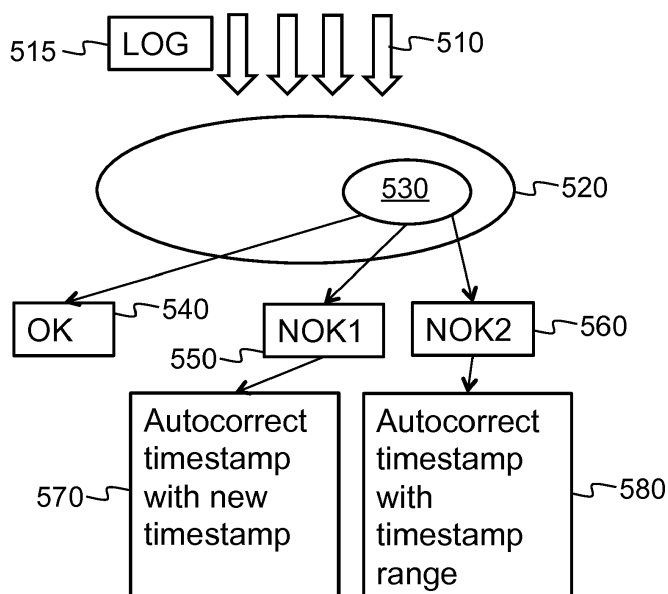 515
LOG
510
530
520
OK
540
550
NOK1
NOK2
560
570
Autocorrect
timestamp
with new
timestamp
Autocorrect
timestamp
with
timestamp
range
580